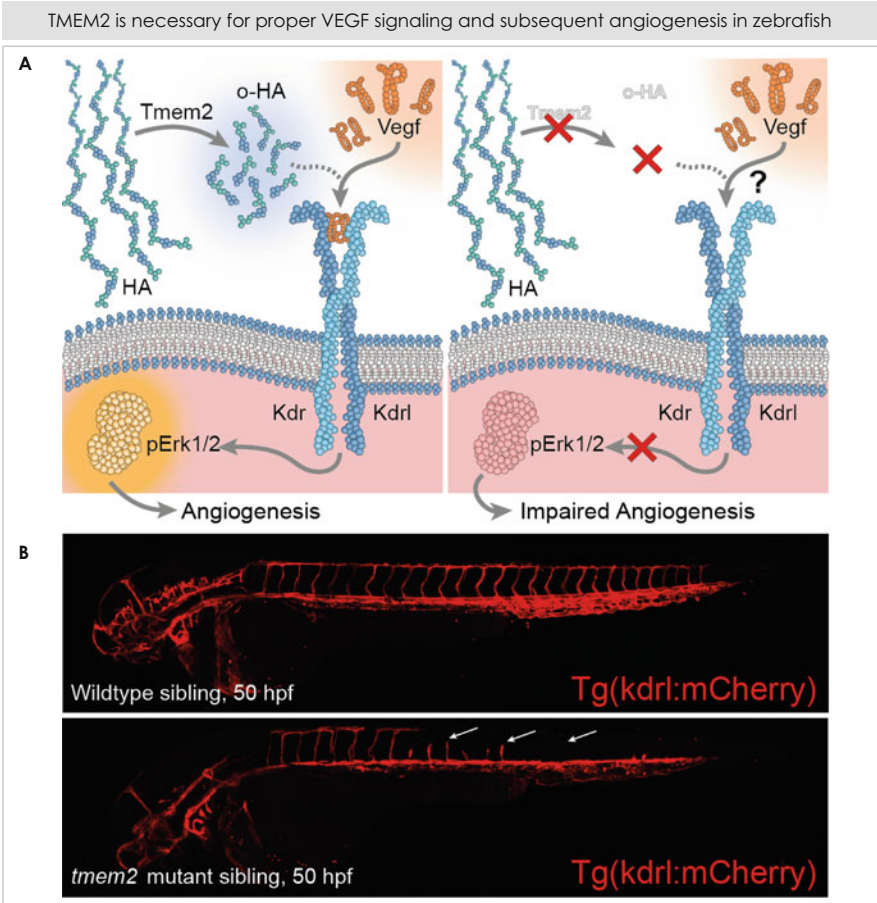 TMEM2 is necessary for proper VEGF signaling and subsequent angiogenesis in zebrafish
A
Tmem2
o-HA
Vegf
HA
Kdr
Kdrl
pErk1/2
Angiogenesis
Tmem2
o-HA
Vegf
?
HA
Kdr
Kdrl
pErk1/2
Impaired Angiogenesis
B
Wildtype sibling, 50 hpf
Tg(kdrl:mCherry)
tmem2 mutant sibling, 50 hpf
Tg(kdrl:mCherry)